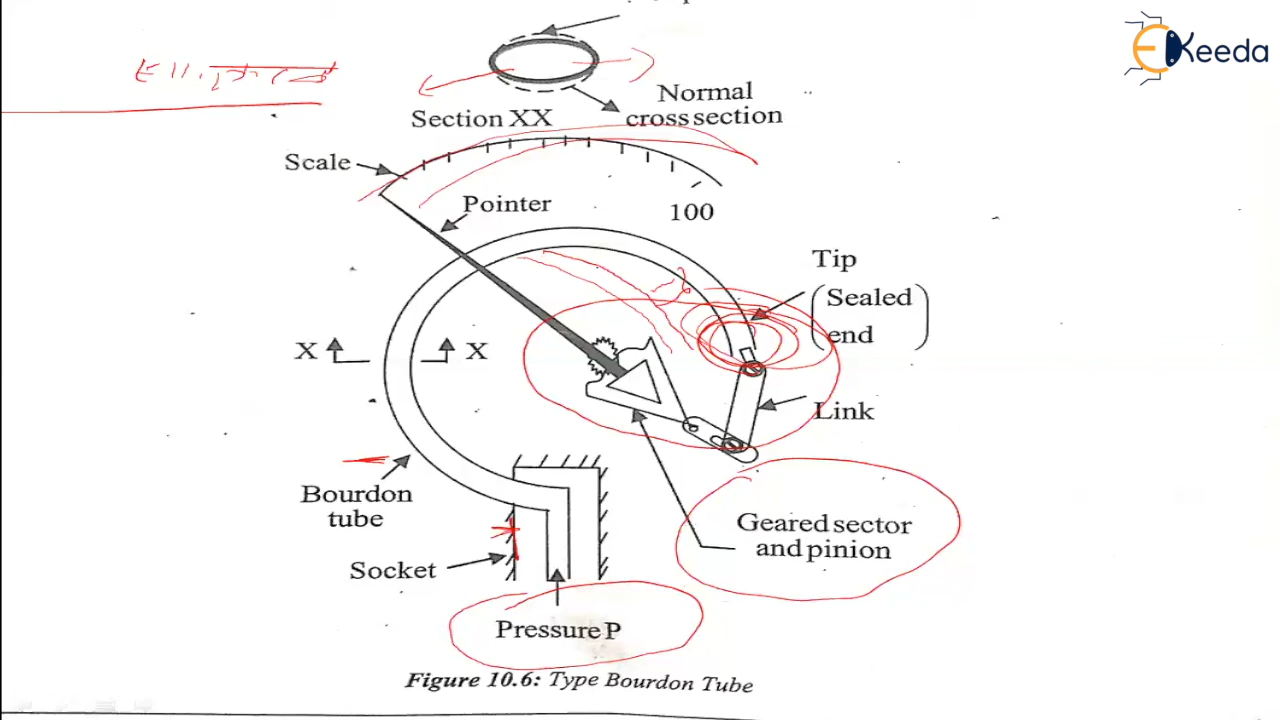 Keeda
Elliptical
Normal
cross section
Section XX
Scale
Pointer
100
Tip
(Sealed
end)
X
X
Link
Bourdon
tube
Geared sector
and pinion
Socket
Pressure P
Figure 10.6: Type Bourdon Tube